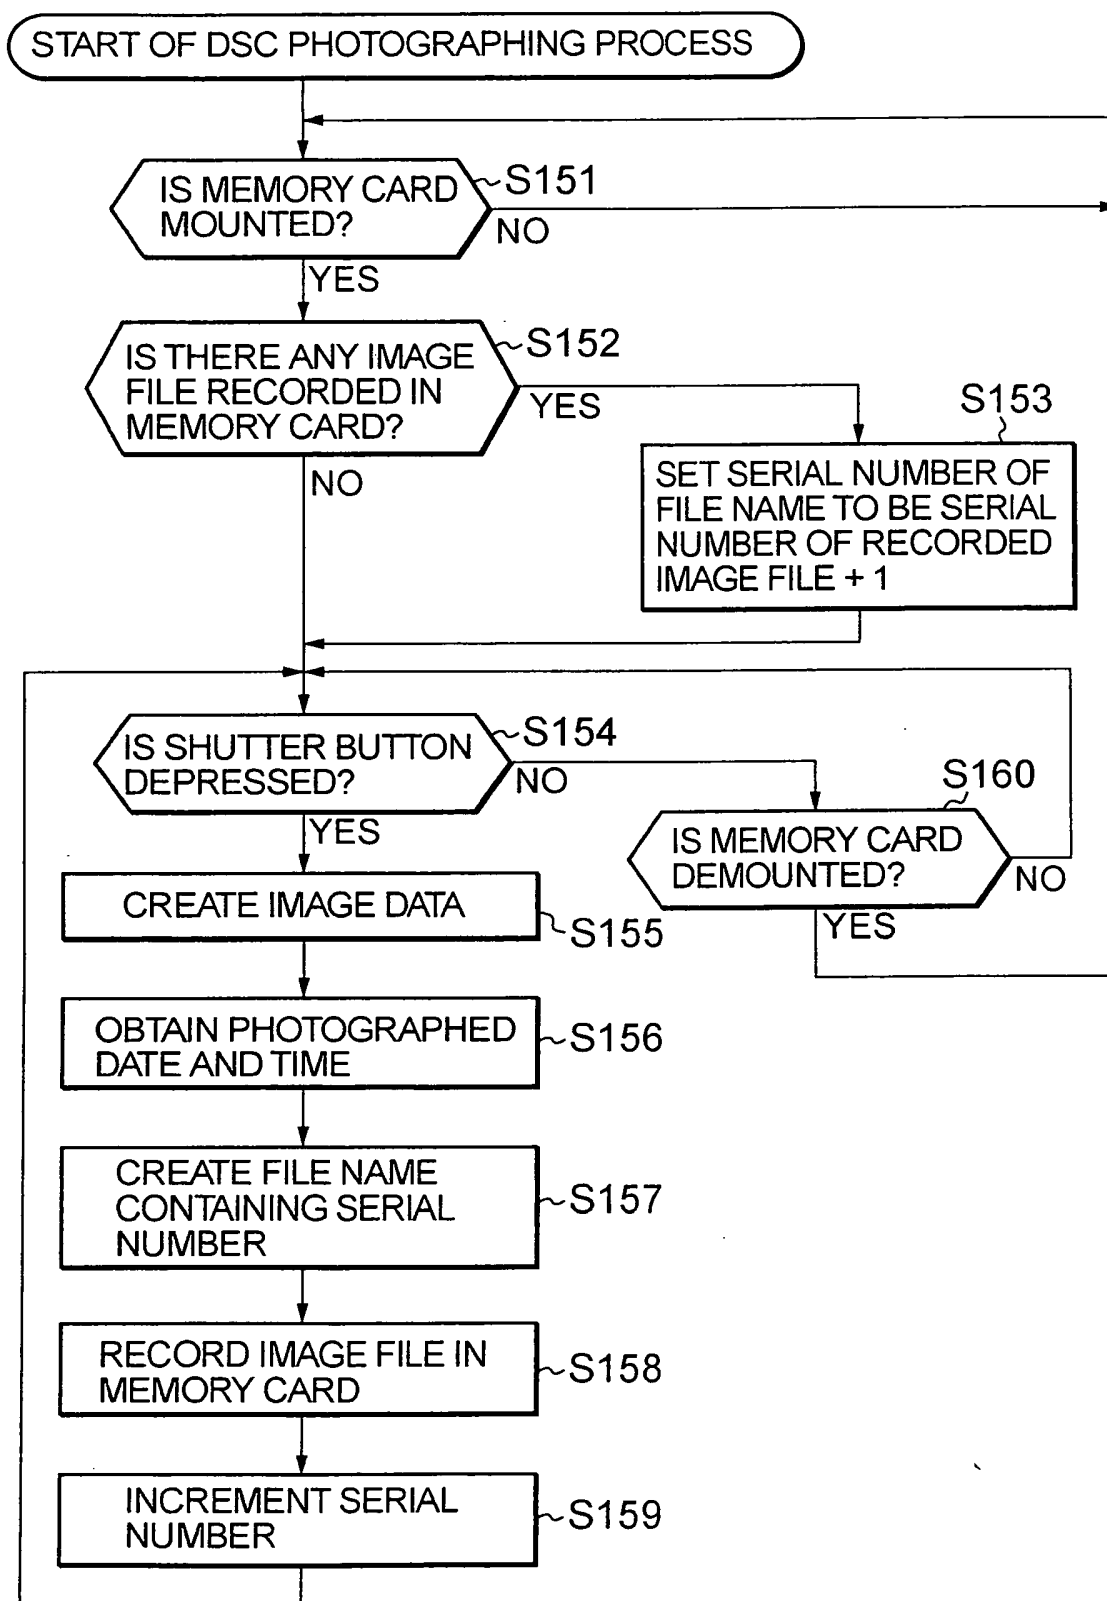 START OF DSC PHOTOGRAPHING PROCESS
IS MEMORY CARD
MOUNTED?
S151
NO
YES
IS THERE ANY IMAGE
FILE RECORDED IN
MEMORY CARD?
S152
YES
NO
S153
SET SERIAL NUMBER OF
FILE NAME TO BE SERIAL
NUMBER OF RECORDED
IMAGE FILE + 1
IS SHUTTER BUTTON
DEPRESSED?
S154
NO
YES
S160
IS MEMORY CARD
DEMOUNTED?
NO
YES
CREATE IMAGE DATA
S155
OBTAIN PHOTOGRAPHED
DATE AND TIME
S156
CREATE FILE NAME
CONTAINING SERIAL
NUMBER
S157
RECORD IMAGE FILE IN
MEMORY CARD
S158
INCREMENT SERIAL
NUMBER
S159